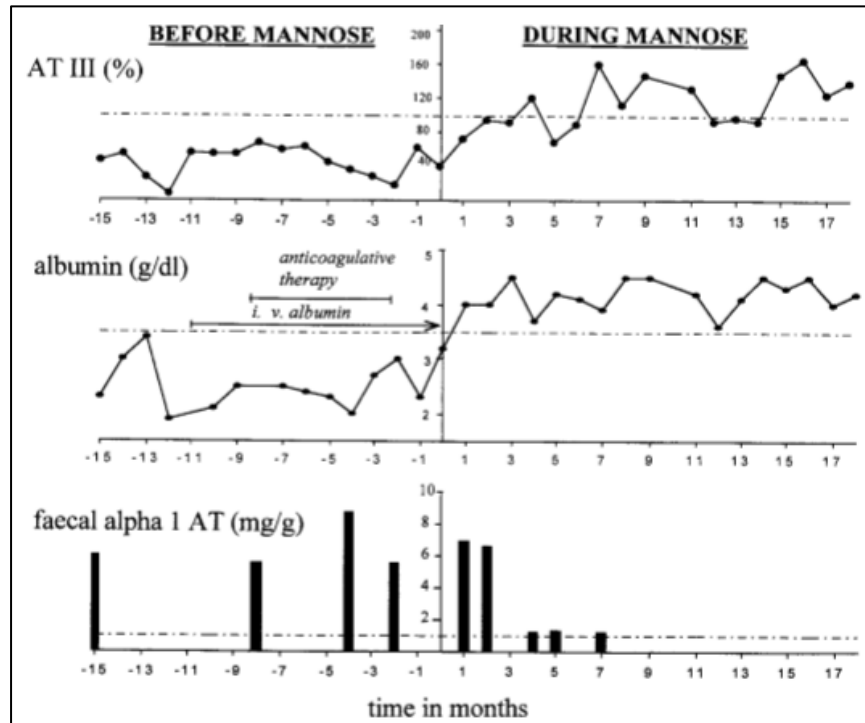 BEFORE MANNOSE DURING MANNOSE
AT III (%)
200
160
120
80
40
-15 -13 -11 -9 -7 -5 -3 -1 1 3 5 7 9 11 13 15 17
albumin (g/dl)
anticoagulative
therapy
i. v. albumin
5
4
3
2
-15 -13 -11 -9 -7 -5 -3 -1 1 3 5 7 9 11 13 15 17
faecal alpha 1 AT (mg/g)
10
8
6
4
2
-15 -13 -11 -9 -7 -5 -3 -1 1 3 5 7 9 11 13 15 17
time in months